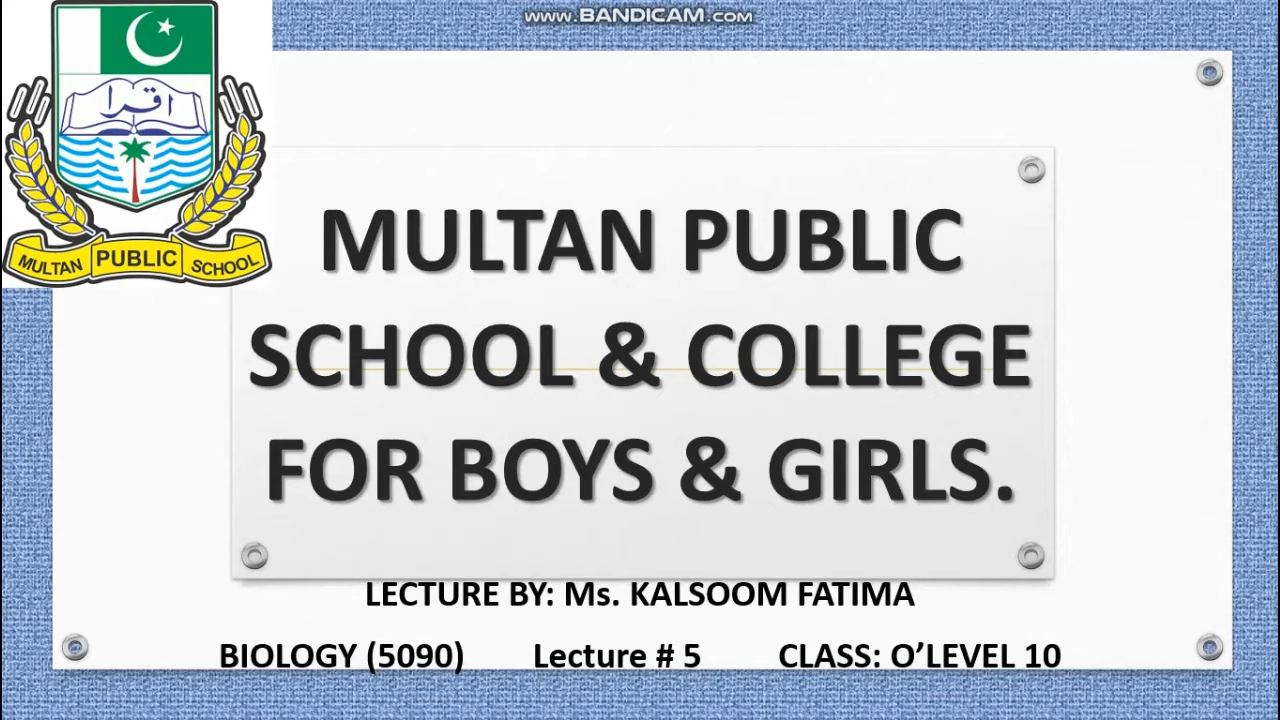 www.BANDICAM.com
اقرا
MULTAN PUBLIC SCHOOL
MULTAN PUBLIC
SCHOOL & COLLEGE
FOR BOYS & GIRLS.
LECTURE BY: Ms. KALSOOM FATIMA
BIOLOGY (5090) Lecture # 5 CLASS: O’LEVEL 10